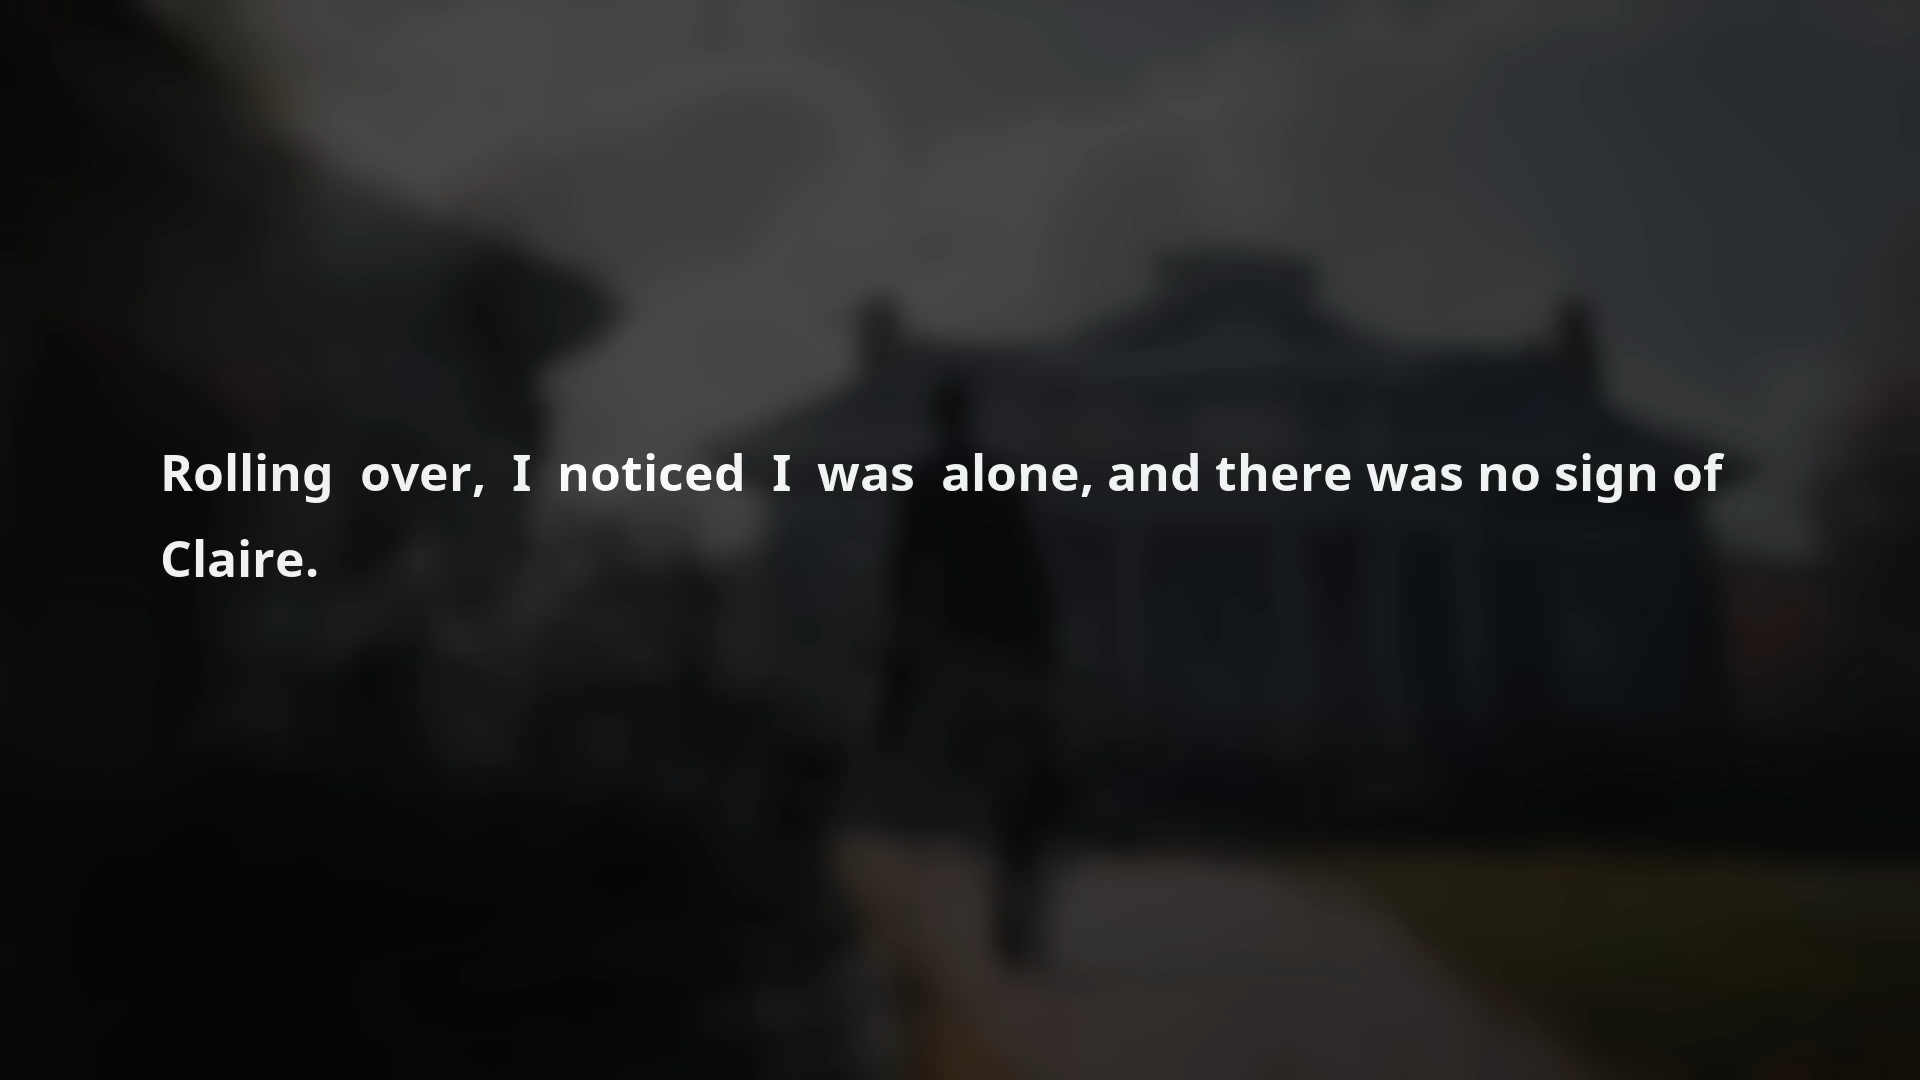 Rolling over, I noticed I was alone, and there was no sign of
Claire.